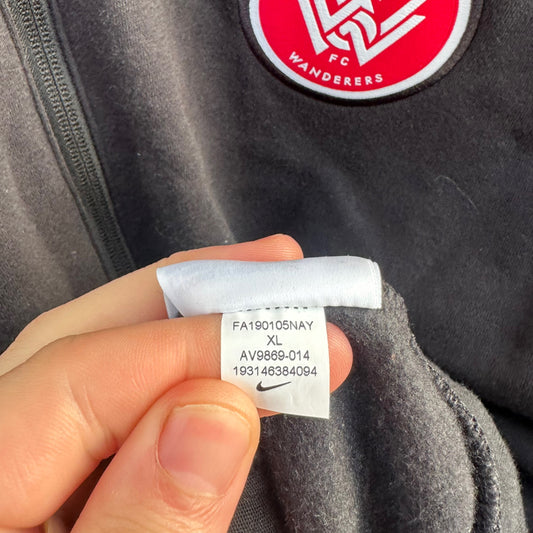 FC
WANDERERS
FA190105NAY
XL
AV9869-014
193146384094